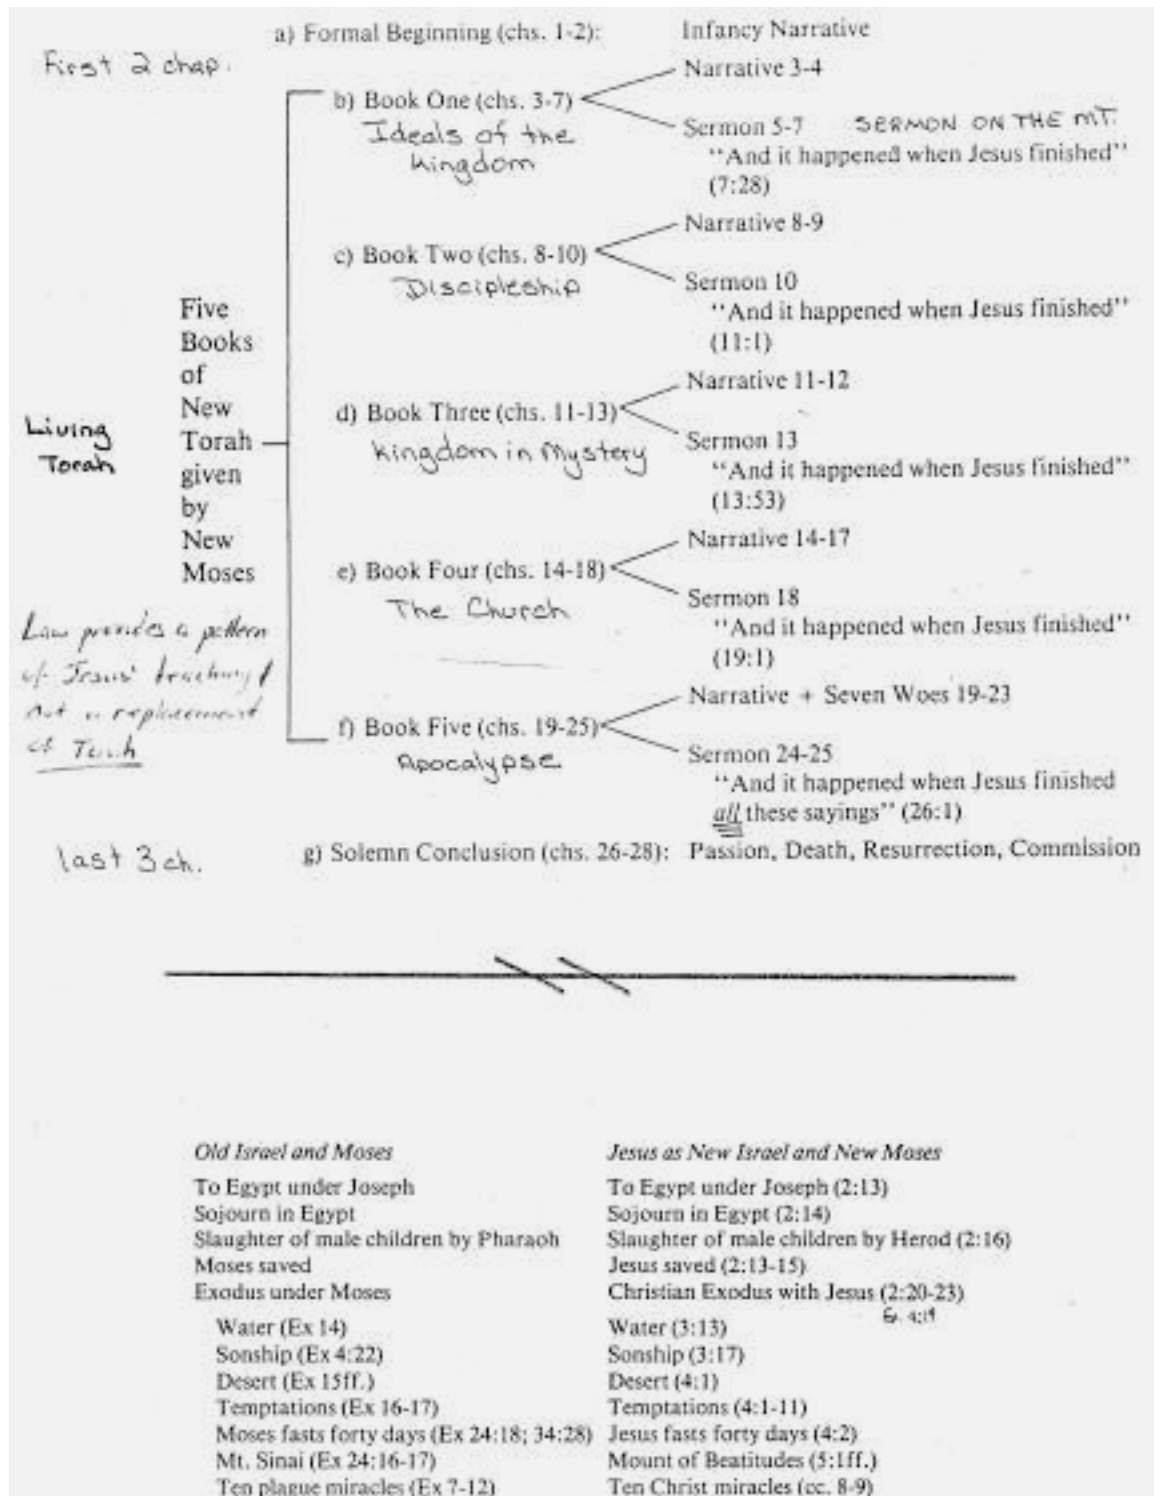 a) Formal Beginning (chs. 1-2): Infancy Narrative
First 2 chap.
Narrative 3-4
b) Book One (chs. 3-7)
Ideals of the
Kingdom
Sermon 5-7 SERMON ON THE MT.
“And it happened when Jesus finished”
(7:28)
Narrative 8-9
c) Book Two (chs. 8-10)
Discipleship
Sermon 10
“And it happened when Jesus finished”
(11:1)
Five
Books
of
New
Torah
given
by
New
Moses
Living
Torah
Narrative 11-12
d) Book Three (chs. 11-13)
Kingdom in Mystery
Sermon 13
“And it happened when Jesus finished”
(13:53)
Narrative 14-17
e) Book Four (chs. 14-18)
The Church
Sermon 18
“And it happened when Jesus finished”
(19:1)
Law provides a pattern
of Jesus' teaching
not a replacement
of Torah
Narrative + Seven Woes 19-23
f) Book Five (chs. 19-25)
Apocalypse
Sermon 24-25
“And it happened when Jesus finished
all these sayings” (26:1)
last 3 ch.
g) Solemn Conclusion (chs. 26-28): Passion, Death, Resurrection, Commission
Old Israel and Moses Jesus as New Israel and New Moses
To Egypt under Joseph To Egypt under Joseph (2:13)
Sojourn in Egypt Sojourn in Egypt (2:14)
Slaughter of male children by Pharaoh Slaughter of male children by Herod (2:16)
Moses saved Jesus saved (2:13-15)
Exodus under Moses Christian Exodus with Jesus (2:20-23)
Ex. 4:19
Water (Ex 14) Water (3:13)
Sonship (Ex 4:22) Sonship (3:17)
Desert (Ex 15ff.) Desert (4:1)
Temptations (Ex 16-17) Temptations (4:1-11)
Moses fasts forty days (Ex 24:18; 34:28) Jesus fasts forty days (4:2)
Mt. Sinai (Ex 24:16-17) Mount of Beatitudes (5:1ff.)
Ten plague miracles (Ex 7-12) Ten Christ miracles (cc. 8-9)